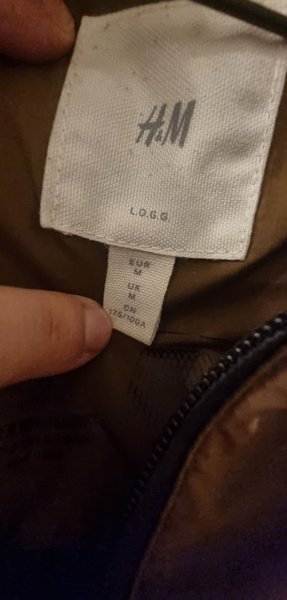 H&M
L.O.G.G.
EUR
M
UK
M
CN
175/100A